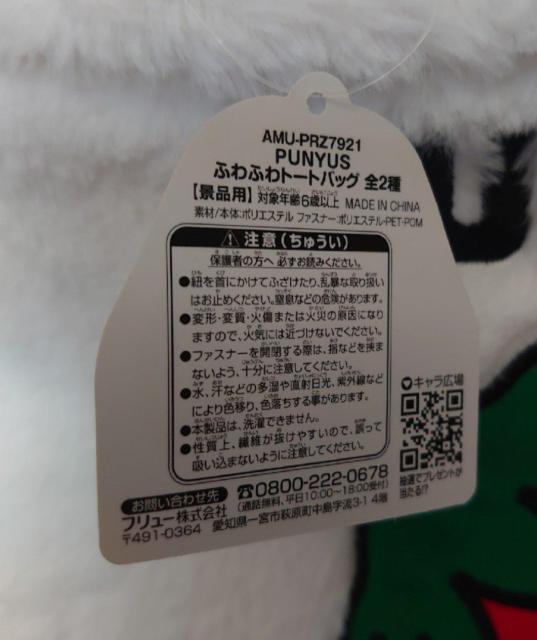 AMU-PRZ7921
PUNYUS
ふわふわトートバッグ 全2種
【景品用】 対象年齢6歳以上 MADE IN CHINA
素材/本体:ポリエステル ファスナー:ポリエステル・PET・POM
注意(ちゅうい)
保護者の方へ 必ずお読みください。
●紐を首にかけてふざけたり、乱暴な取り扱い
はお止めください。窒息などの危険があります。
●変形・変質・火傷または火災の原因になり
ますので、火気には近づけないでください。
●ファスナーを開閉する際は、指などを挟ま
ないよう、十分に注意してください。
●水、汗などの多湿や直射日光、紫外線など
により色移り、色落ちする事があります。
●本製品は、洗濯できません。
●性質上、繊維が抜けやすいので、誤って
吸い込まないように注意してください。
キャラ広場
抽選でプレゼントが
当たる!?
お問い合わせ先 ☎0800-222-0678
フリュー株式会社 (通話無料、平日10:00~18:00受付)
〒491-0364 愛知県一宮市萩原町中島字流3-1 4階